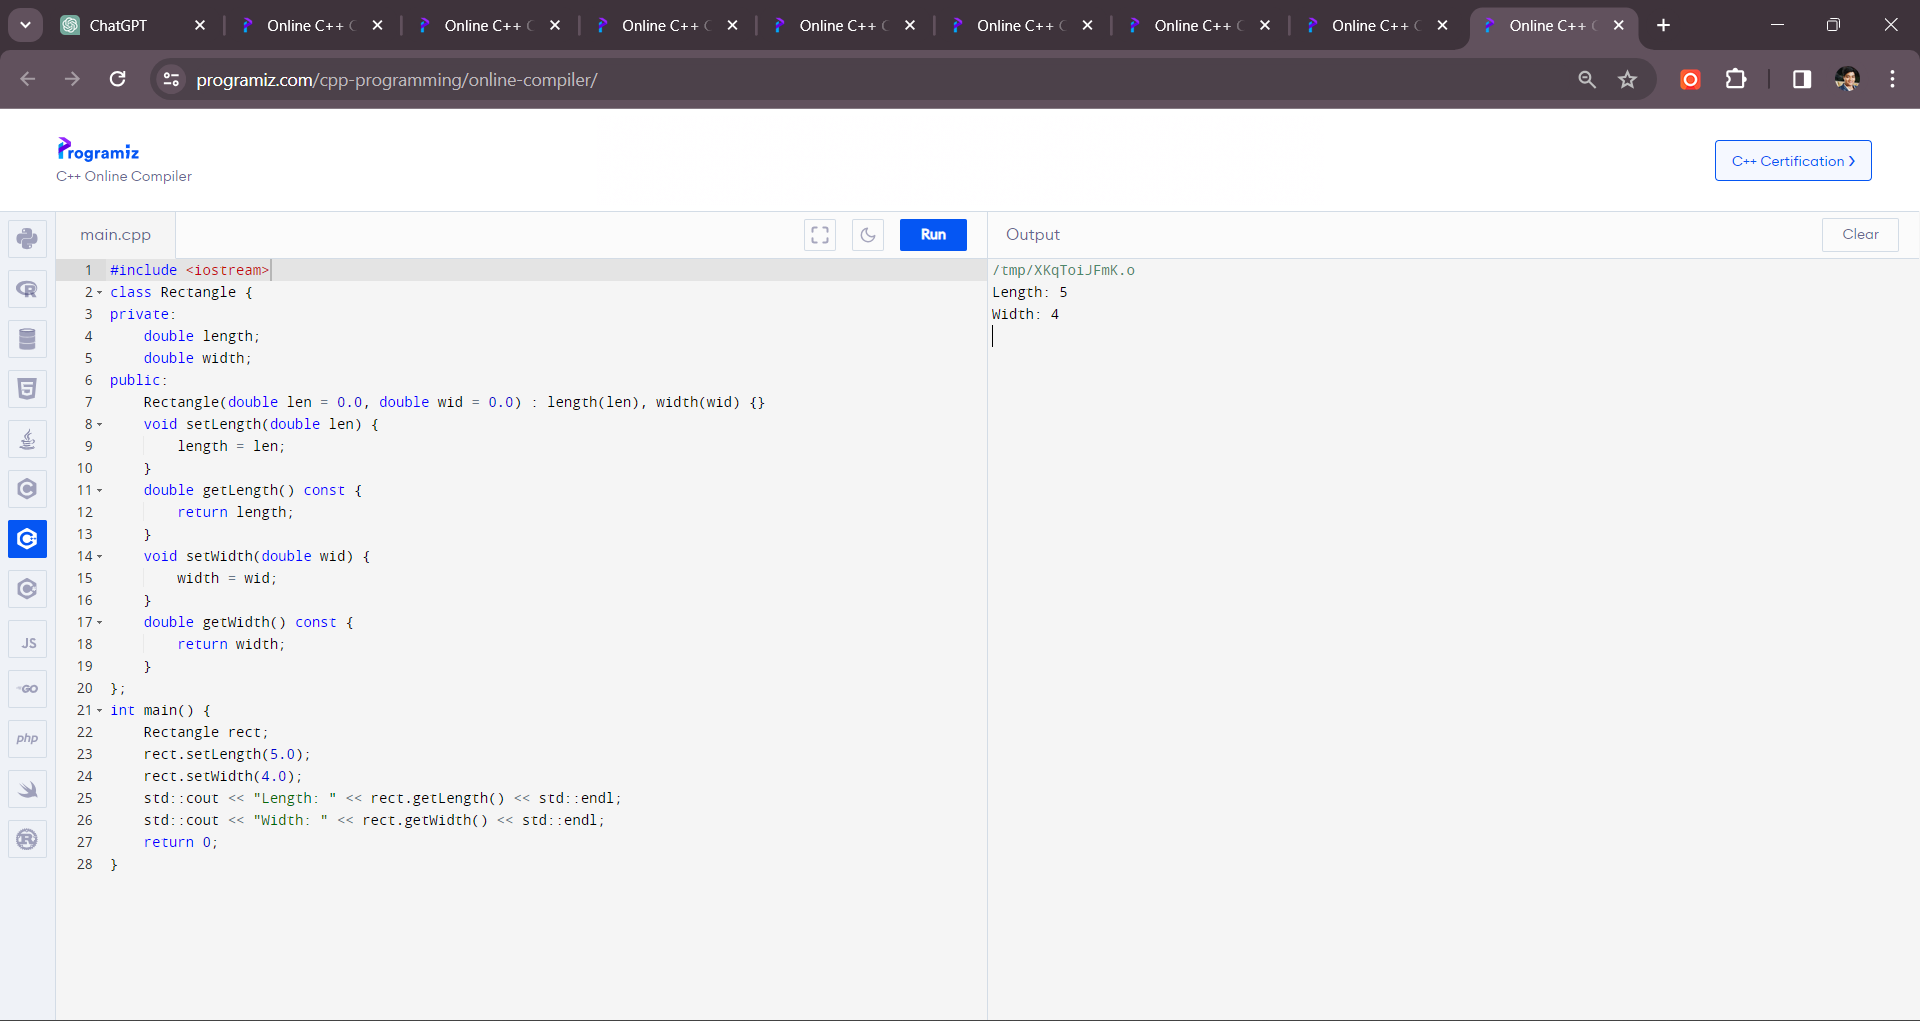 ChatGPT
Online C++ C
Online C++ C
Online C++ C
Online C++ C
Online C++ C
Online C++ C
Online C++ C
Online C++ C
programiz.com/cpp-programming/online-compiler/
Programiz
C++ Online Compiler
C++ Certification
main.cpp
Run
Output
Clear
1 #include <iostream>
2 class Rectangle {
3 private:
4     double length;
5     double width;
6 public:
7     Rectangle(double len = 0.0, double wid = 0.0) : length(len), width(wid) {}
8     void setLength(double len) {
9         length = len;
10     }
11     double getLength() const {
12         return length;
13     }
14     void setWidth(double wid) {
15         width = wid;
16     }
17     double getWidth() const {
18         return width;
19     }
20 };
21 int main() {
22     Rectangle rect;
23     rect.setLength(5.0);
24     rect.setWidth(4.0);
25     std::cout << "Length: " << rect.getLength() << std::endl;
26     std::cout << "Width: " << rect.getWidth() << std::endl;
27     return 0;
28 }
/tmp/XKqToiJFmK.o
Length: 5
Width: 4
JS
GO
php